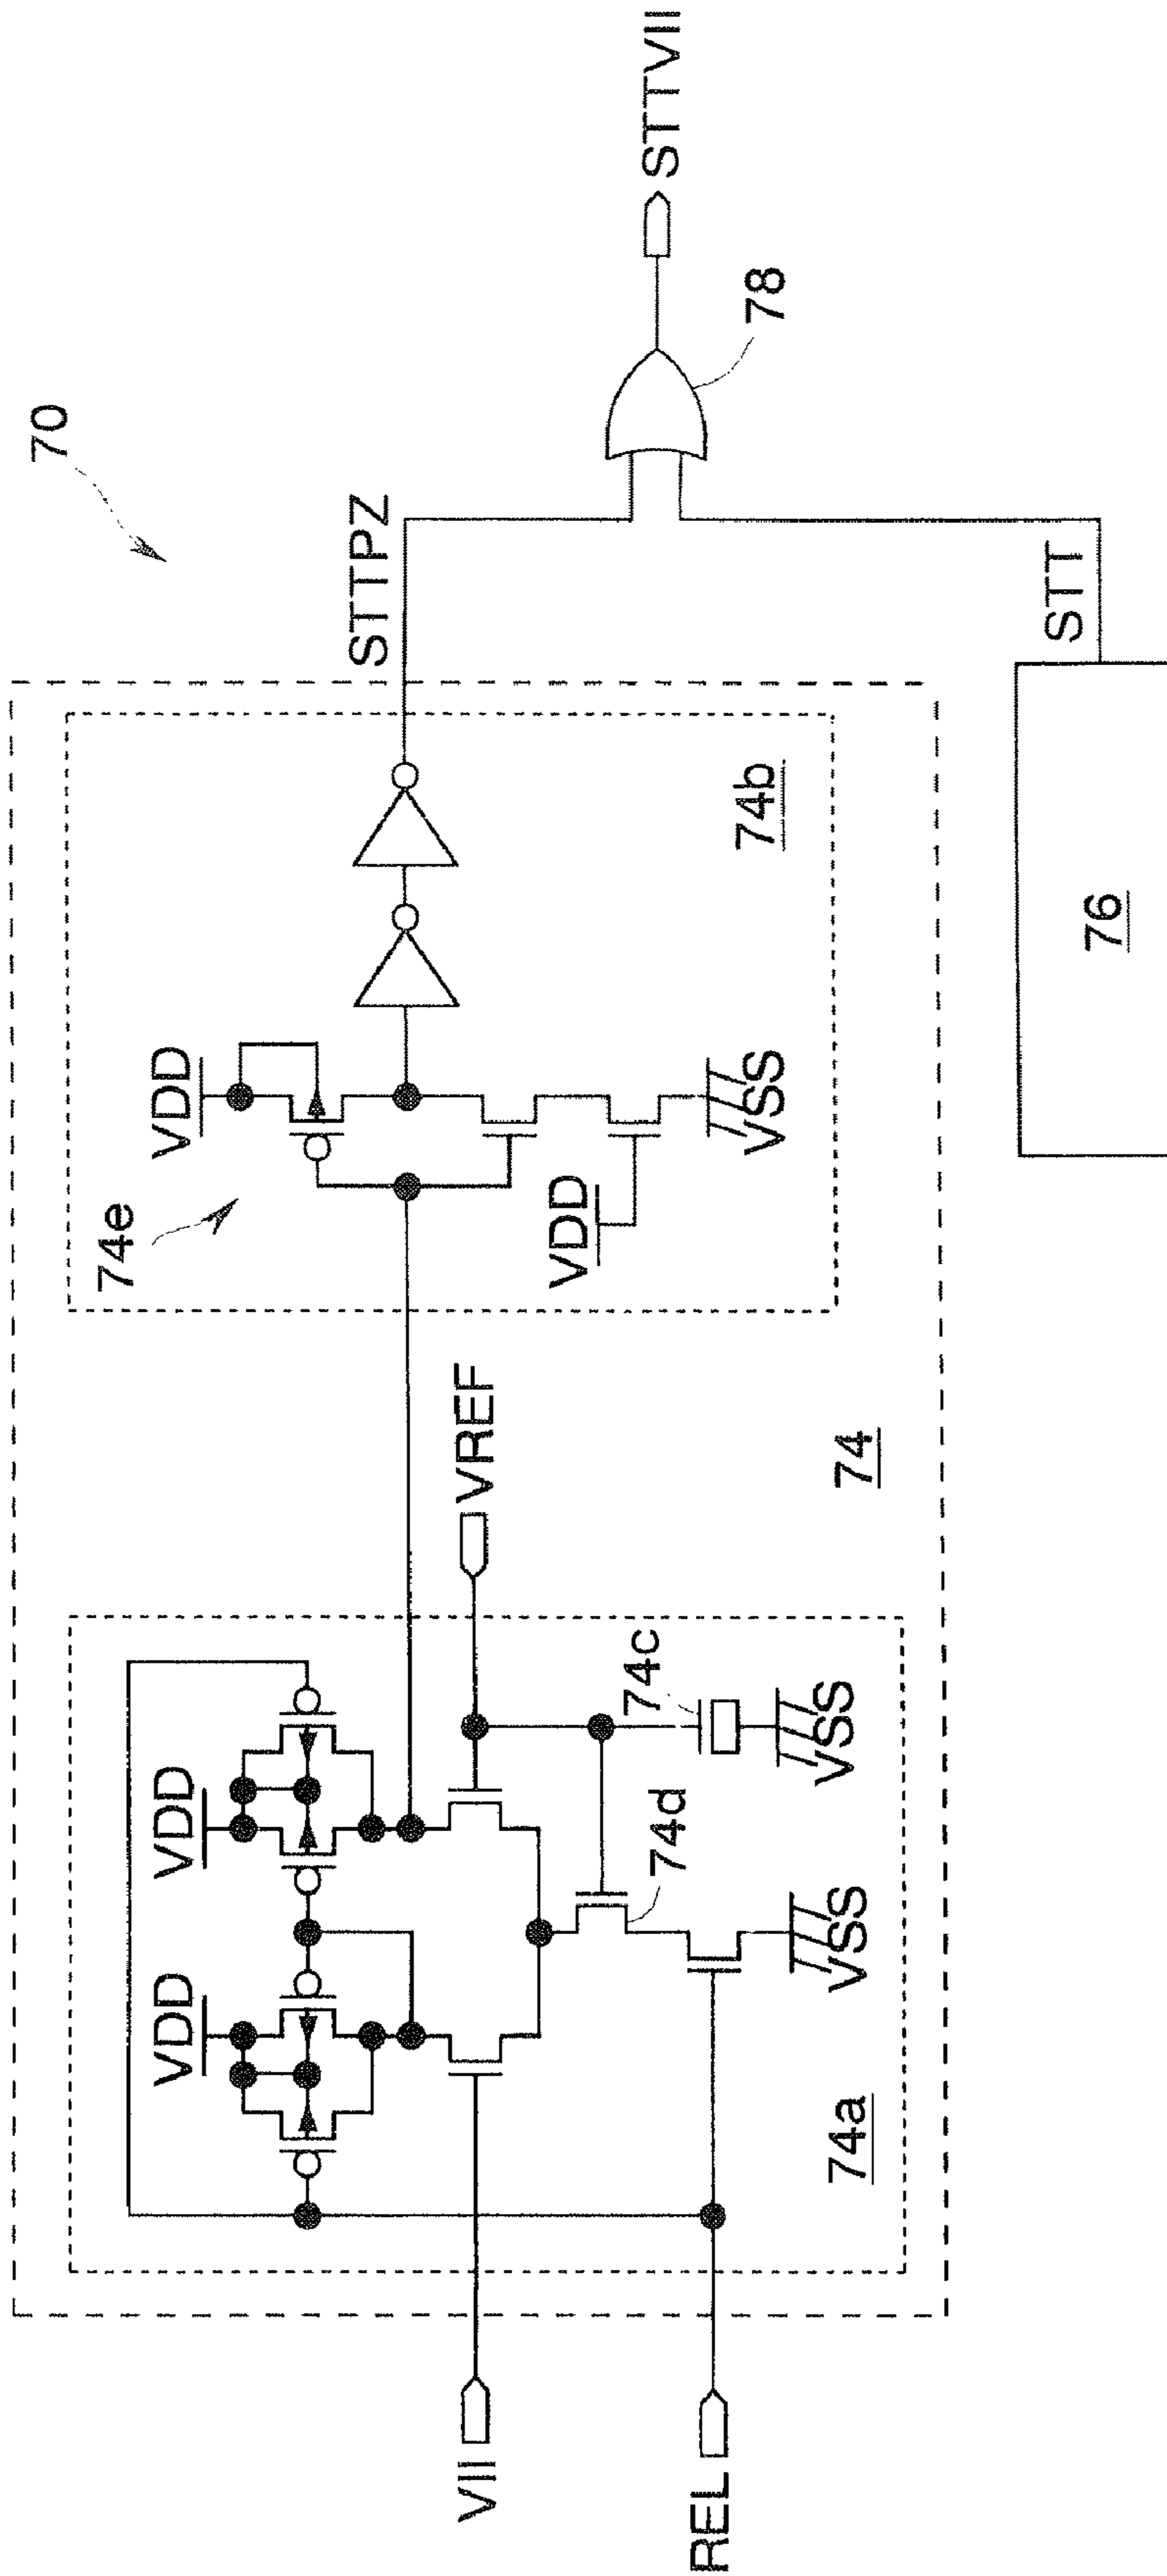 70
VDD
VDD
VDD
74e
STTPZ
VII
VREF
VDD
STTVII
74d
74c
78
REL
VSS
VSS
VSS
74a
74
74b
STT
76